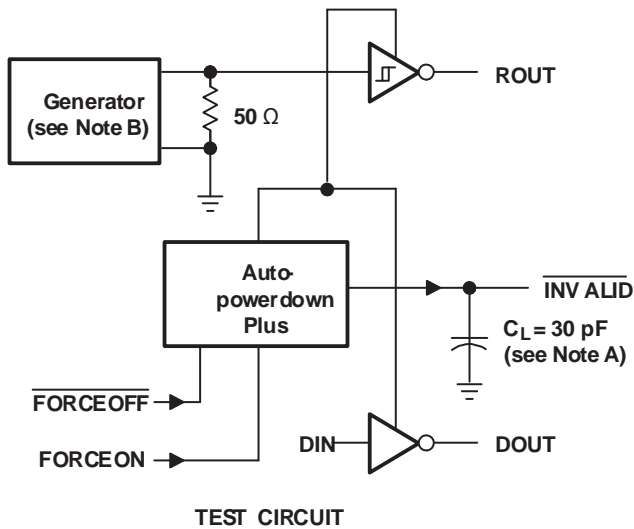 ROUT
Generator
(see Note B)
50 Ω
Auto-
powerdown
Plus
INV ALID
CL = 30 pF
(see Note A)
FORCEOFF
FORCEON
DIN
DOUT
TEST CIRCUIT